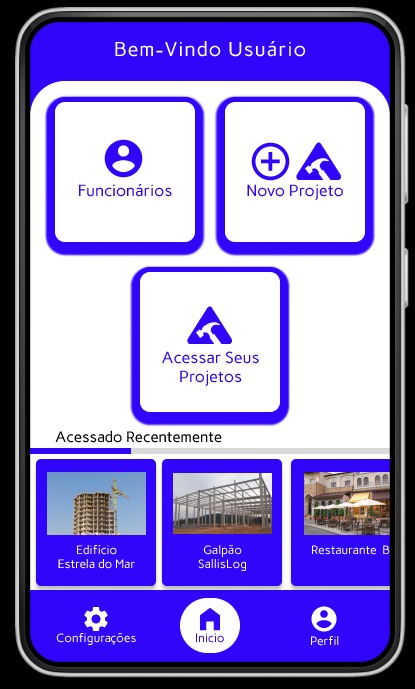 Bem-Vindo Usuário
Funcionários
Novo Projeto
Acessar Seus
Projetos
Acessado Recentemente
Edifício
Estrela do Mar
Galpão
SallisLog
Restaurante B
Configurações
Inicio
Perfil